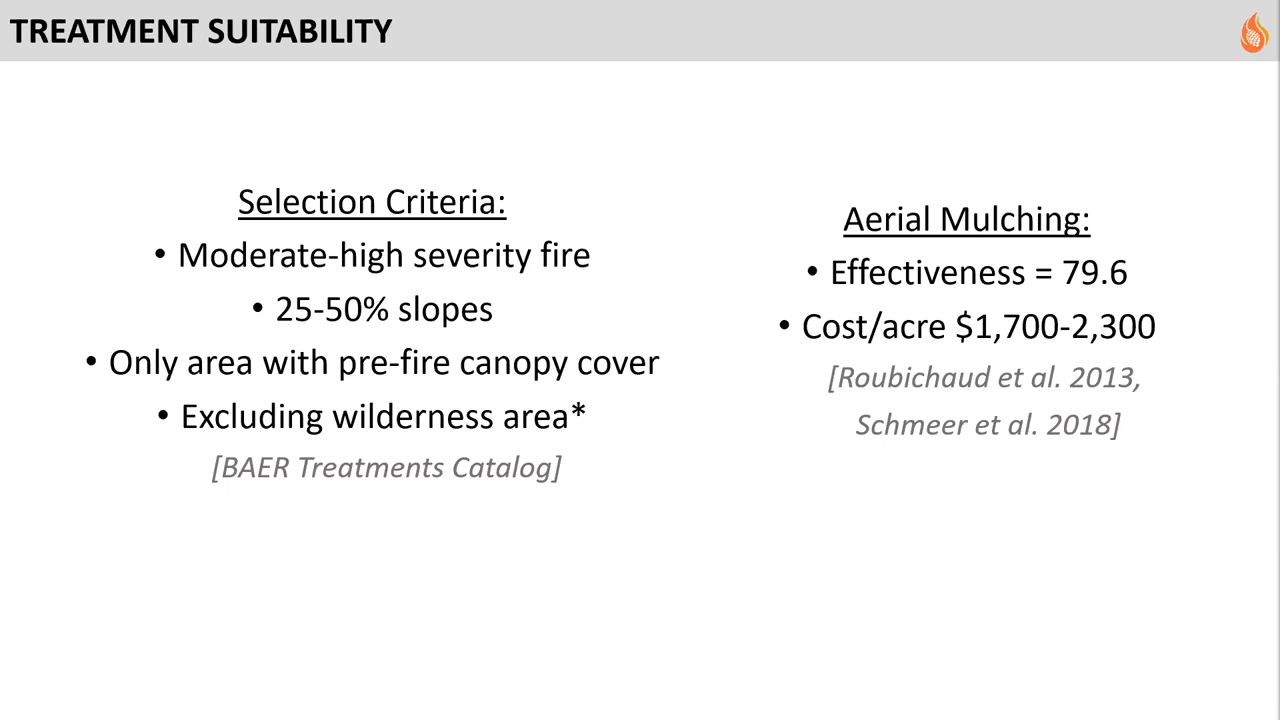 TREATMENT SUITABILITY
Selection Criteria:
• Moderate-high severity fire
• 25-50% slopes
• Only area with pre-fire canopy cover
• Excluding wilderness area*
[BAER Treatments Catalog]
Aerial Mulching:
• Effectiveness = 79.6
• Cost/acre $1,700-2,300
[Roubichaud et al. 2013,
Schmeer et al. 2018]